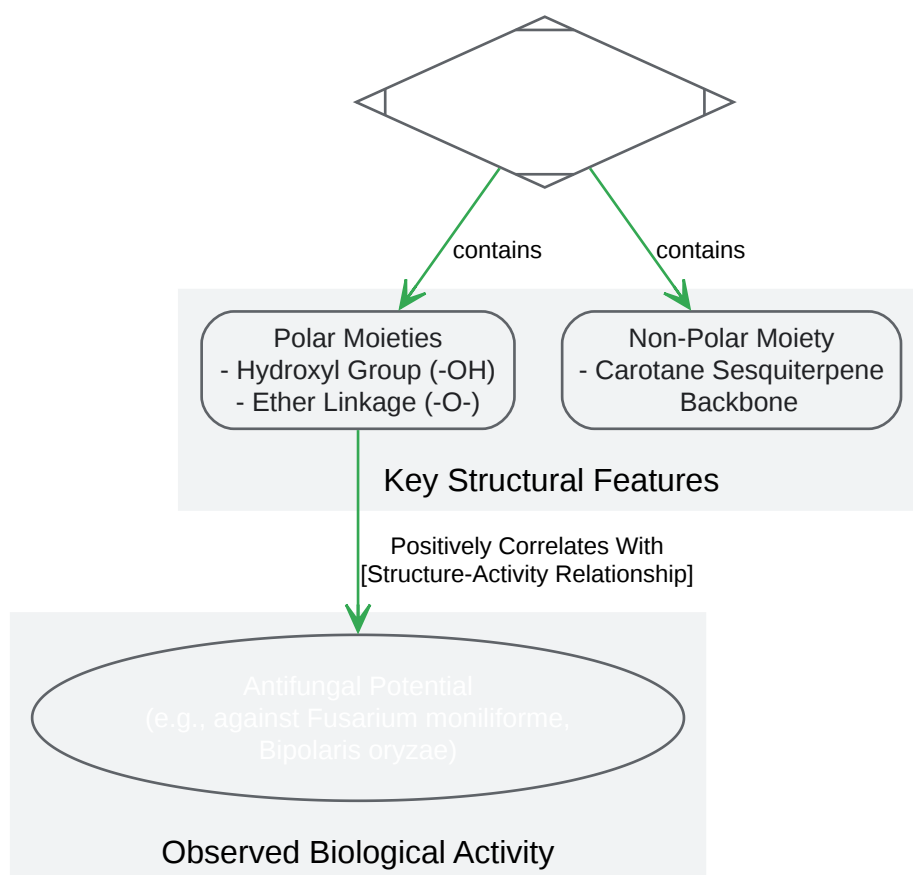 contains
contains
Polar Moieties
- Hydroxyl Group (-OH)
- Ether Linkage (-O-)
Non-Polar Moiety
- Carotane Sesquiterpene
Backbone
Key Structural Features
Positively Correlates With
[Structure-Activity Relationship]
Antifungal Potential
(e.g., against Fusarium moniliforme,
Bipolaris oryzae)
Observed Biological Activity